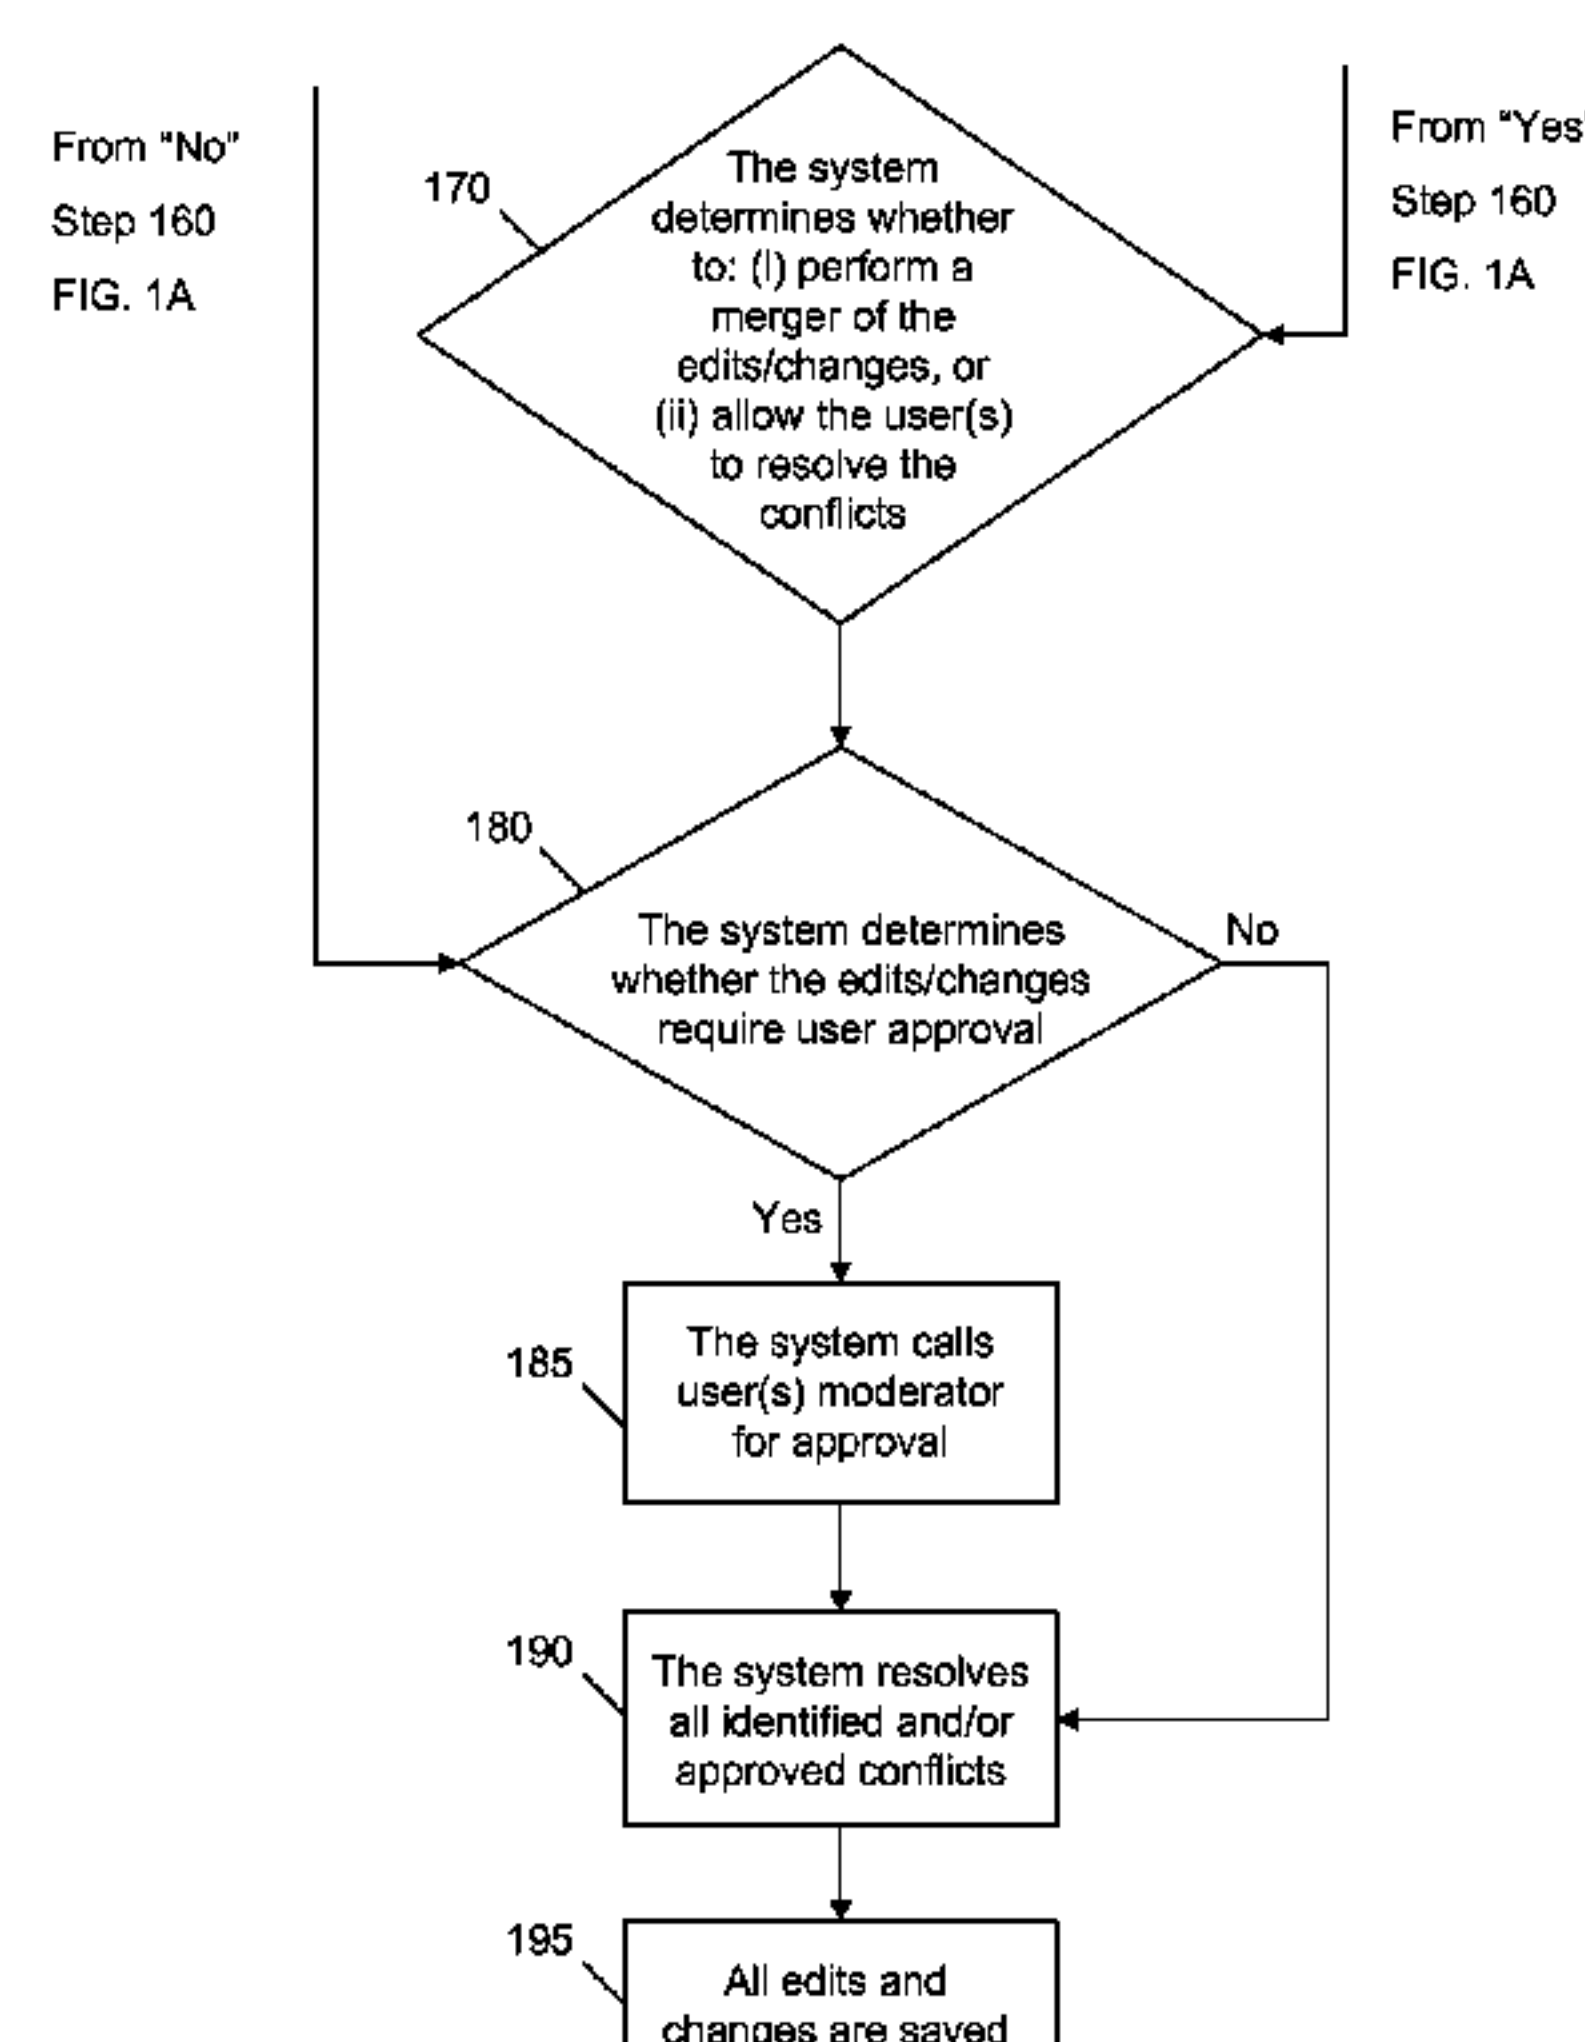 From "No"
Step 160
FIG. 1A
From "Yes"
Step 160
FIG. 1A
170
The system
determines whether
to: (I) perform a
merger of the
edits/changes, or
(ii) allow the user(s)
to resolve the
conflicts
180
The system determines
whether the edits/changes
require user approval
No
Yes
185
The system calls
user(s) moderator
for approval
190
The system resolves
all identified and/or
approved conflicts
195
All edits and
changes are saved